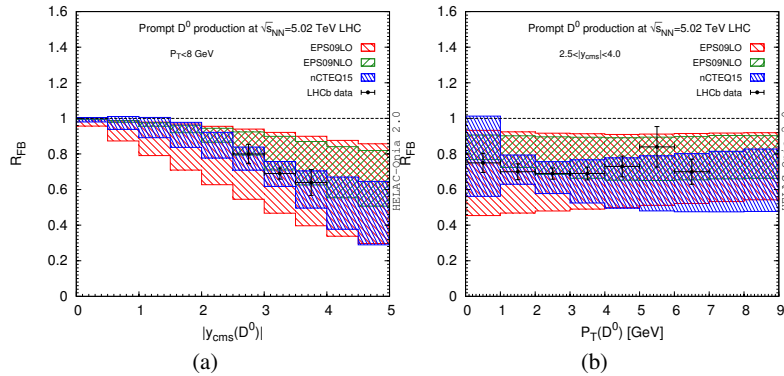 Prompt D⁰ production at √s_NN=5.02 TeV LHC
P_T<8 GeV
EPS09LO
EPS09NLO
nCTEQ15
LHCb data
R_FB
1.6
1.4
1.2
1
0.8
0.6
0.4
0.2
0
0 1 2 3 4 5
|y_cms(D⁰)|
HELAC-Onia 2.0
(a)
Prompt D⁰ production at √s_NN=5.02 TeV LHC
2.5<|y_cms|<4.0
EPS09LO
EPS09NLO
nCTEQ15
LHCb data
R_FB
1.6
1.4
1.2
1
0.8
0.6
0.4
0.2
0
0 1 2 3 4 5 6 7 8 9
P_T(D⁰) [GeV]
(b)